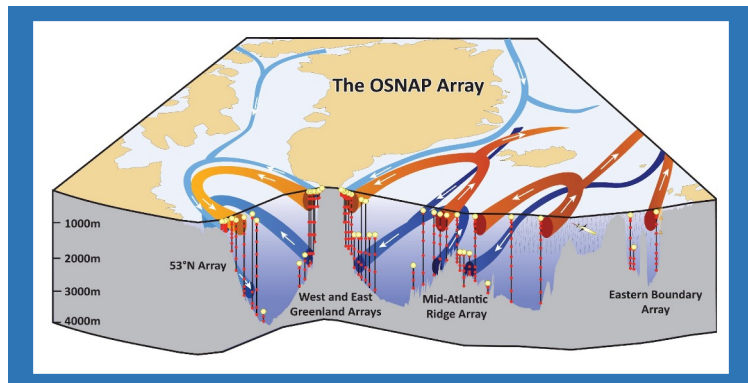 The OSNAP Array
1000m
2000m
3000m
4000m
53°N Array
West and East
Greenland Arrays
Mid-Atlantic
Ridge Array
Eastern Boundary
Array